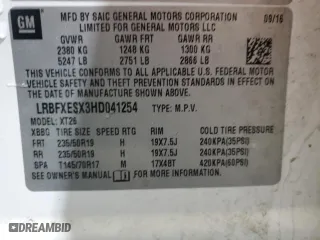 GM
MFD BY SAIC GENERAL MOTORS CORPORATION 09/16
LIMITED FOR GENERAL MOTORS LLC
GVWR GAWR FRT GAWR RR
2380 KG 1248 KG 1300 KG
5247 LB 2751 LB 2866 LB
THIS VEHICLE CONFORMS TO ALL APPLICABLE U.S. FEDERAL
MOTOR VEHICLE SAFETY, BUMPER, AND THEFT PREVENTION
STANDARDS IN EFFECT ON THE DATE OF MANUFACTURE SHOWN ABOVE.
LRBFXESX3HD041254 TYPE: M.P.V.
MODEL: XT26
XBBG TIRE SIZE SPEED RTG RIM COLD TIRE PRESSURE
FRT 235/50R19 H 19X7.5J 240KPA(35PSI)
RR 235/50R19 H 19X7.5J 240KPA(35PSI)
SPA T145/70R17 M 17X4BT 420KPA(60PSI)
SEE OWNER'S MANUAL FOR ADDITIONAL INFORMATION.
© DRIVERSIDE.CA